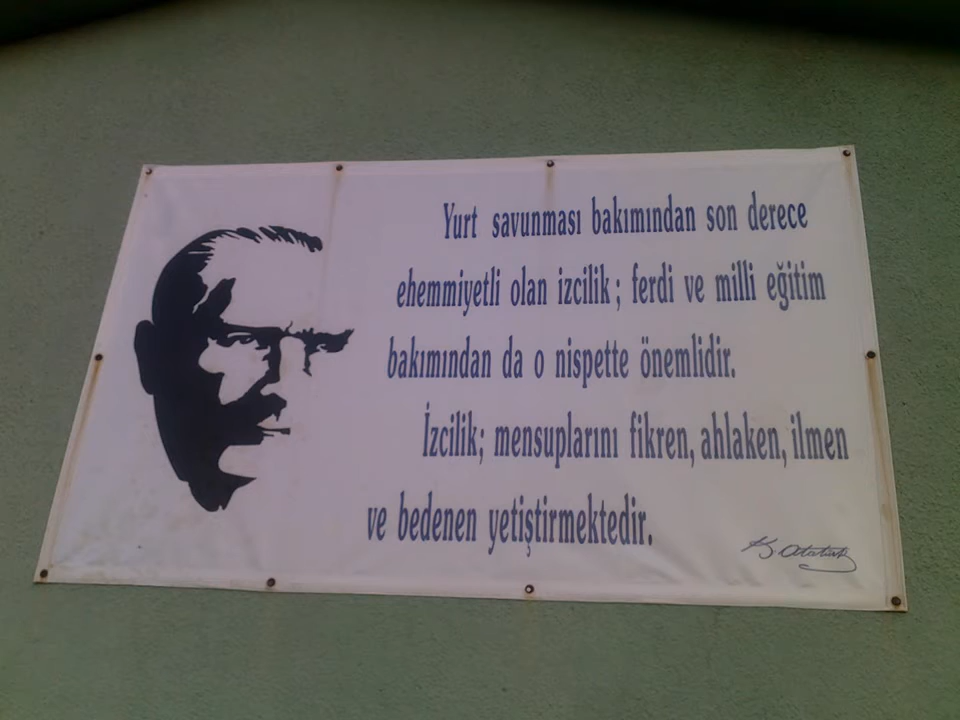 Yurt savunması bakımından son derece
ehemmiyetli olan izcilik; ferdi ve milli eğitim
bakımından da o nispette önemlidir.
İzcilik; mensuplarını fikren, ahlaken, ilmen
ve bedenen yetiştirmektedir.
K. Atatürk